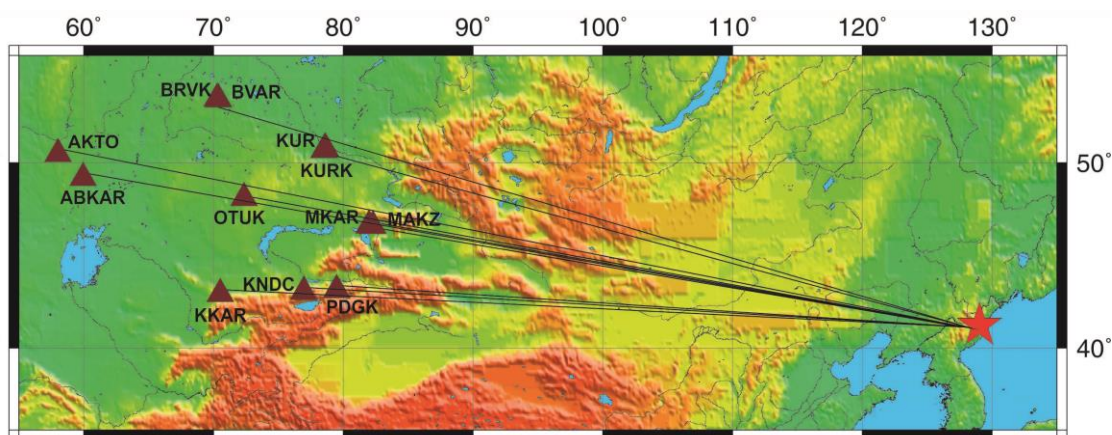 60° 70° 80° 90° 100° 110° 120° 130°
BRVK BVAR
AKTO
KUR
KURK
50°
ABKAR
OTUK
MKAR MAKZ
KNDC
KKAR
PDGK
40°